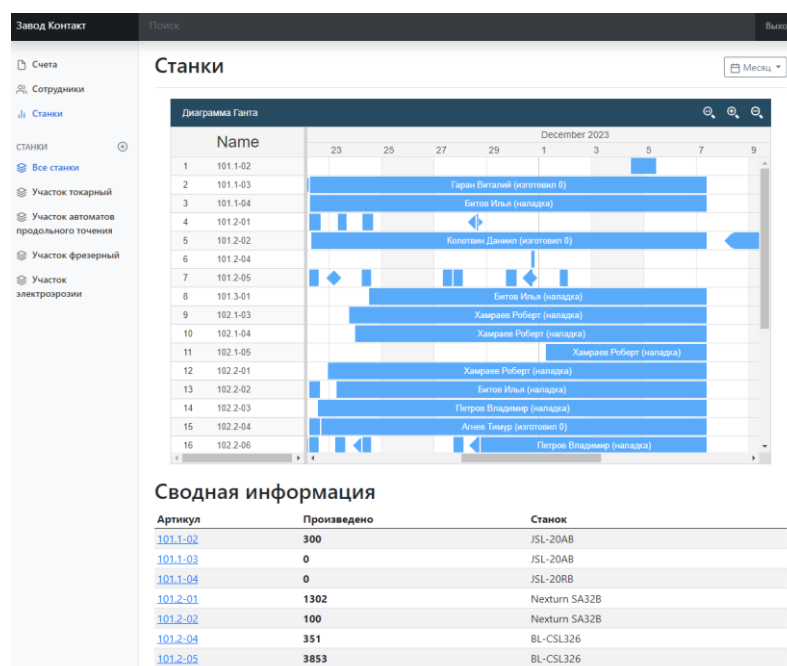 Завод Контакт
Поиск
Выхо
Счета
Сотрудники
Станки
СТАНКИ
Все станки
Участок токарный
Участок автоматов
продольного точения
Участок фрезерный
Участок
электроэрозии
Станки
Месяц
Диаграмма Ганта
Name
December 2023
23 25 27 29 1 3 5 7 9
1 101.1-02
2 101.1-03 Гаран Виталий (изготовил 0)
3 101.1-04 Битов Илья (наладка)
4 101.2-01
5 101.2-02 Колотвин Даниил (изготовил 0)
6 101.2-04
7 101.2-05
8 101.3-01 Битов Илья (наладка)
9 102.1-03 Хамраев Роберт (наладка)
10 102.1-04 Хамраев Роберт (наладка)
11 102.1-05 Хамраев Роберт (наладка)
12 102.2-01 Хамраев Роберт (наладка)
13 102.2-02 Битов Илья (наладка)
14 102.2-03 Петров Владимир (наладка)
15 102.2-04 Агнев Тимур (изготовил 0)
16 102.2-06 Петров Владимир (наладка)
Сводная информация
Артикул Произведено Станок
101.1-02 300 JSL-20AB
101.1-03 0 JSL-20AB
101.1-04 0 JSL-20RB
101.2-01 1302 Nexturn SA32B
101.2-02 100 Nexturn SA32B
101.2-04 351 BL-CSL326
101.2-05 3853 BL-CSL326